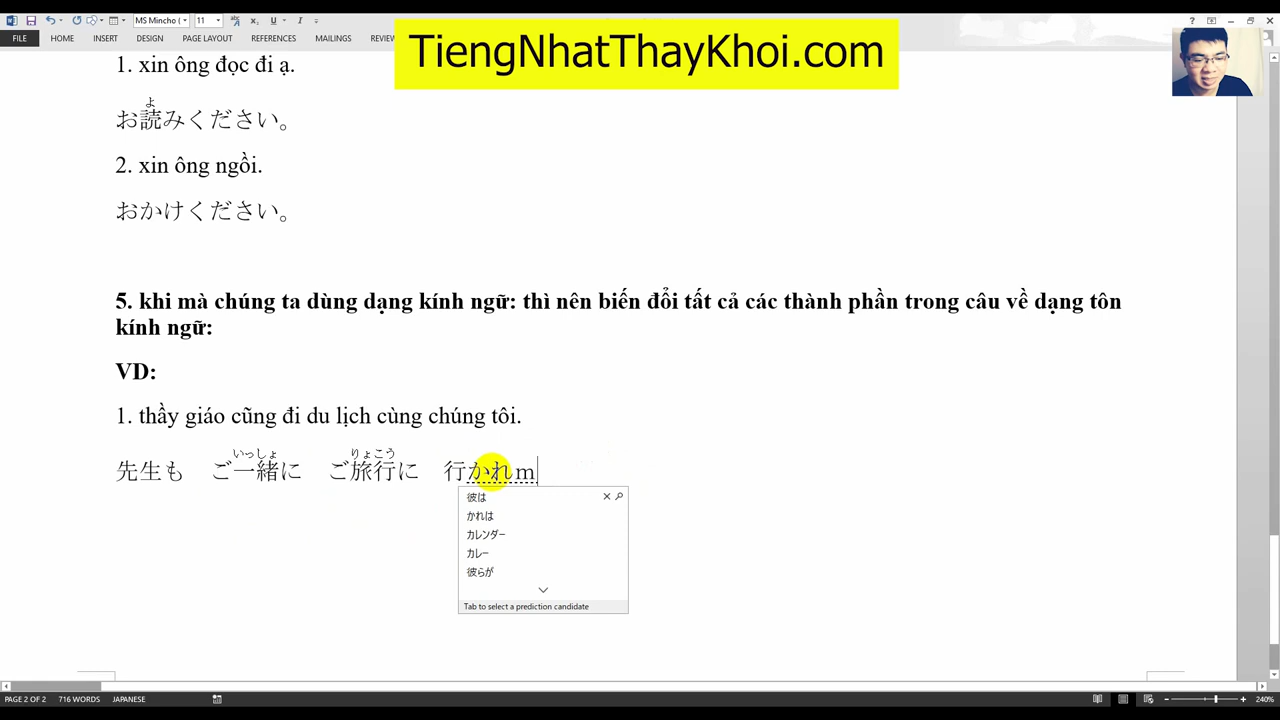 MS Mincho (
11
FILE
HOME
INSERT
DESIGN
PAGE LAYOUT
REFERENCES
MAILINGS
TiengNhatThayKhoi.com
1. xin ông đọc đi ạ.
よ
お読みください。
2. xin ông ngồi.
おかけください。
5. khi mà chúng ta dùng dạng kính ngữ: thì nên biến đổi tất cả các thành phần trong câu về dạng tôn
kính ngữ:
VD:
1. thầy giáo cũng đi du lịch cùng chúng tôi.
いっしょ りょこう
先生も ご一緒に ご旅行に 行かれｍ
彼は
かれは
カレンダー
カレー
彼らが
Tab to select a prediction candidate
PAGE 2 OF 2
716 WORDS
JAPANESE
240%